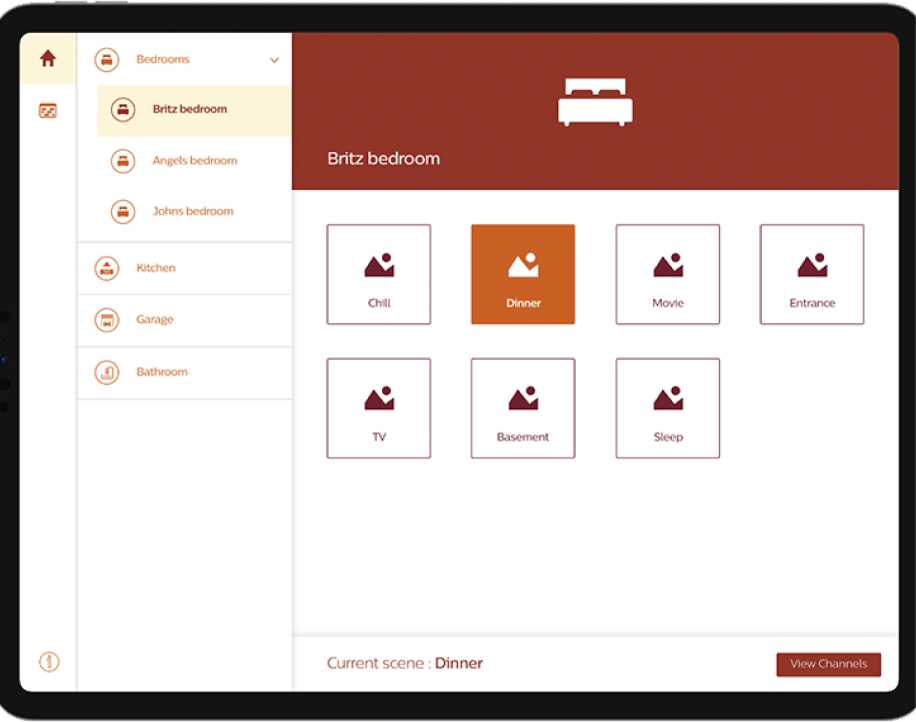 Bedrooms
Britz bedroom
Angels bedroom
Johns bedroom
Kitchen
Garage
Bathroom
Britz bedroom
Chill
Dinner
Movie
Entrance
TV
Basement
Sleep
Current scene : Dinner
View Channels